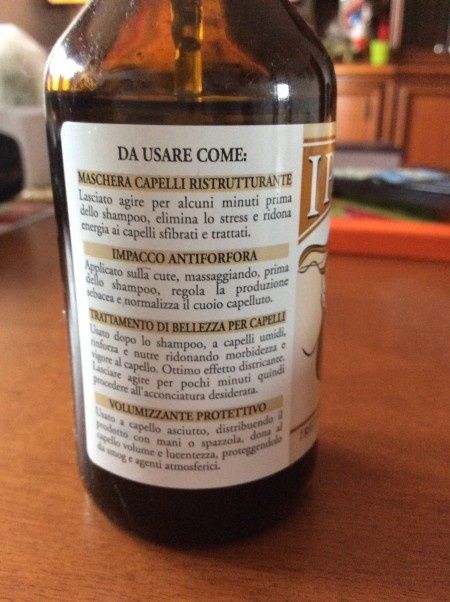 DA USARE COME:
MASCHERA CAPELLI RISTRUTTURANTE
Lasciato agire per alcuni minuti prima
dello shampoo, elimina lo stress e ridona
energia ai capelli sfibrati e trattati.
IMPACCO ANTIFORFORA
Applicato sulla cute, massaggiando, prima
dello shampoo, regola la produzione
sebacea e normalizza il cuoio capelluto.
TRATTAMENTO DI BELLEZZA PER CAPELLI
Usato dopo lo shampoo, a capelli umidi,
rinforza e nutre ridonando morbidezza e
vigore al capello. Ottimo effetto districante.
Lasciare agire per pochi minuti quindi
procedere all'acconciatura desiderata.
VOLUMIZZANTE PROTETTIVO
Usato a capello asciutto, distribuendo il
prodotto con mani o spazzola, dona al
capello volume e lucentezza, proteggendolo
da smog e agenti atmosferici.